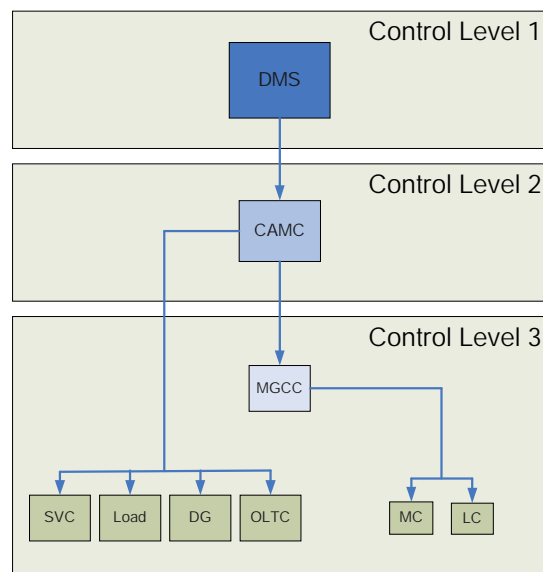 Control Level 1
DMS
Control Level 2
CAMC
Control Level 3
MGCC
SVC
Load
DG
OLTC
MC
LC